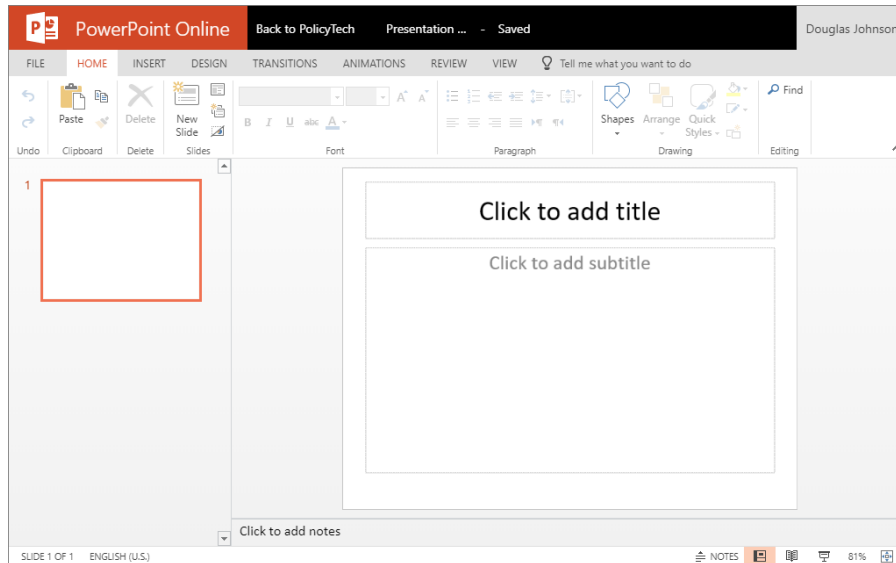 PowerPoint Online Back to PolicyTech Presentation ... - Saved Douglas Johnson
FILE HOME INSERT DESIGN TRANSITIONS ANIMATIONS REVIEW VIEW Tell me what you want to do
Paste Delete New Slide B I U abc A A A Shapes Arrange Quick Styles Find
Undo Clipboard Delete Slides Font Paragraph Drawing Editing
1
Click to add title
Click to add subtitle
Click to add notes
SLIDE 1 OF 1 ENGLISH (U.S.) NOTES 81%